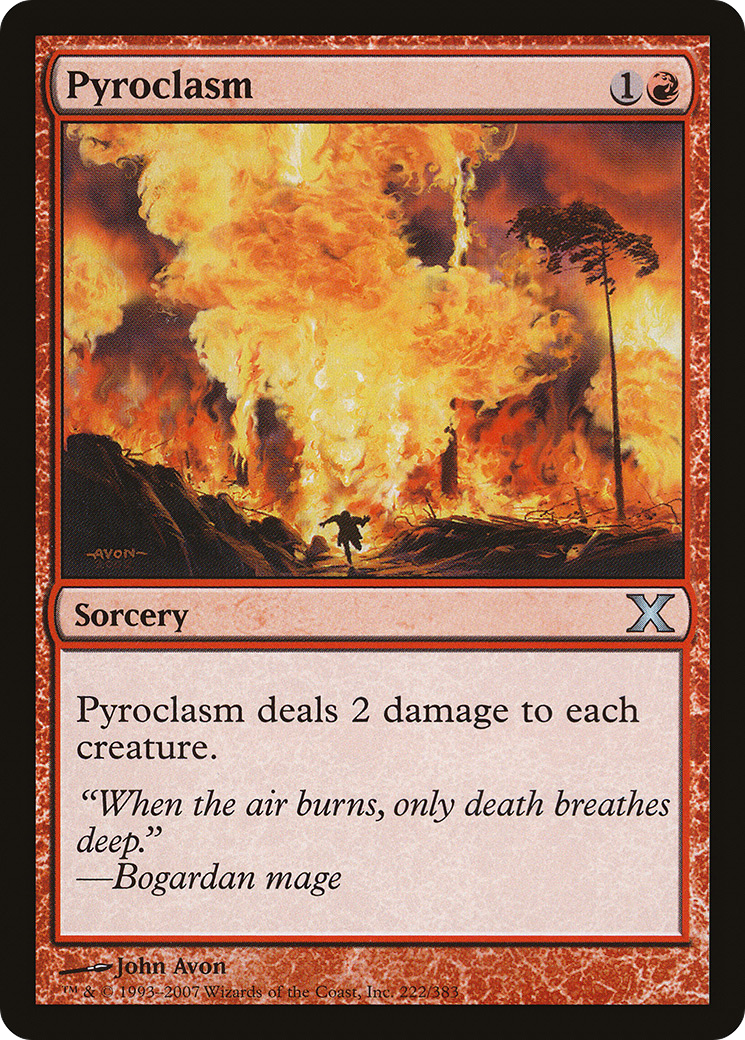 Pyroclasm 1
AVON
Sorcery X
Pyroclasm deals 2 damage to each
creature.
“When the air burns, only death breathes
deep.”
—Bogardan mage
John Avon
™ & © 1993–2007 Wizards of the Coast, Inc. 222/383